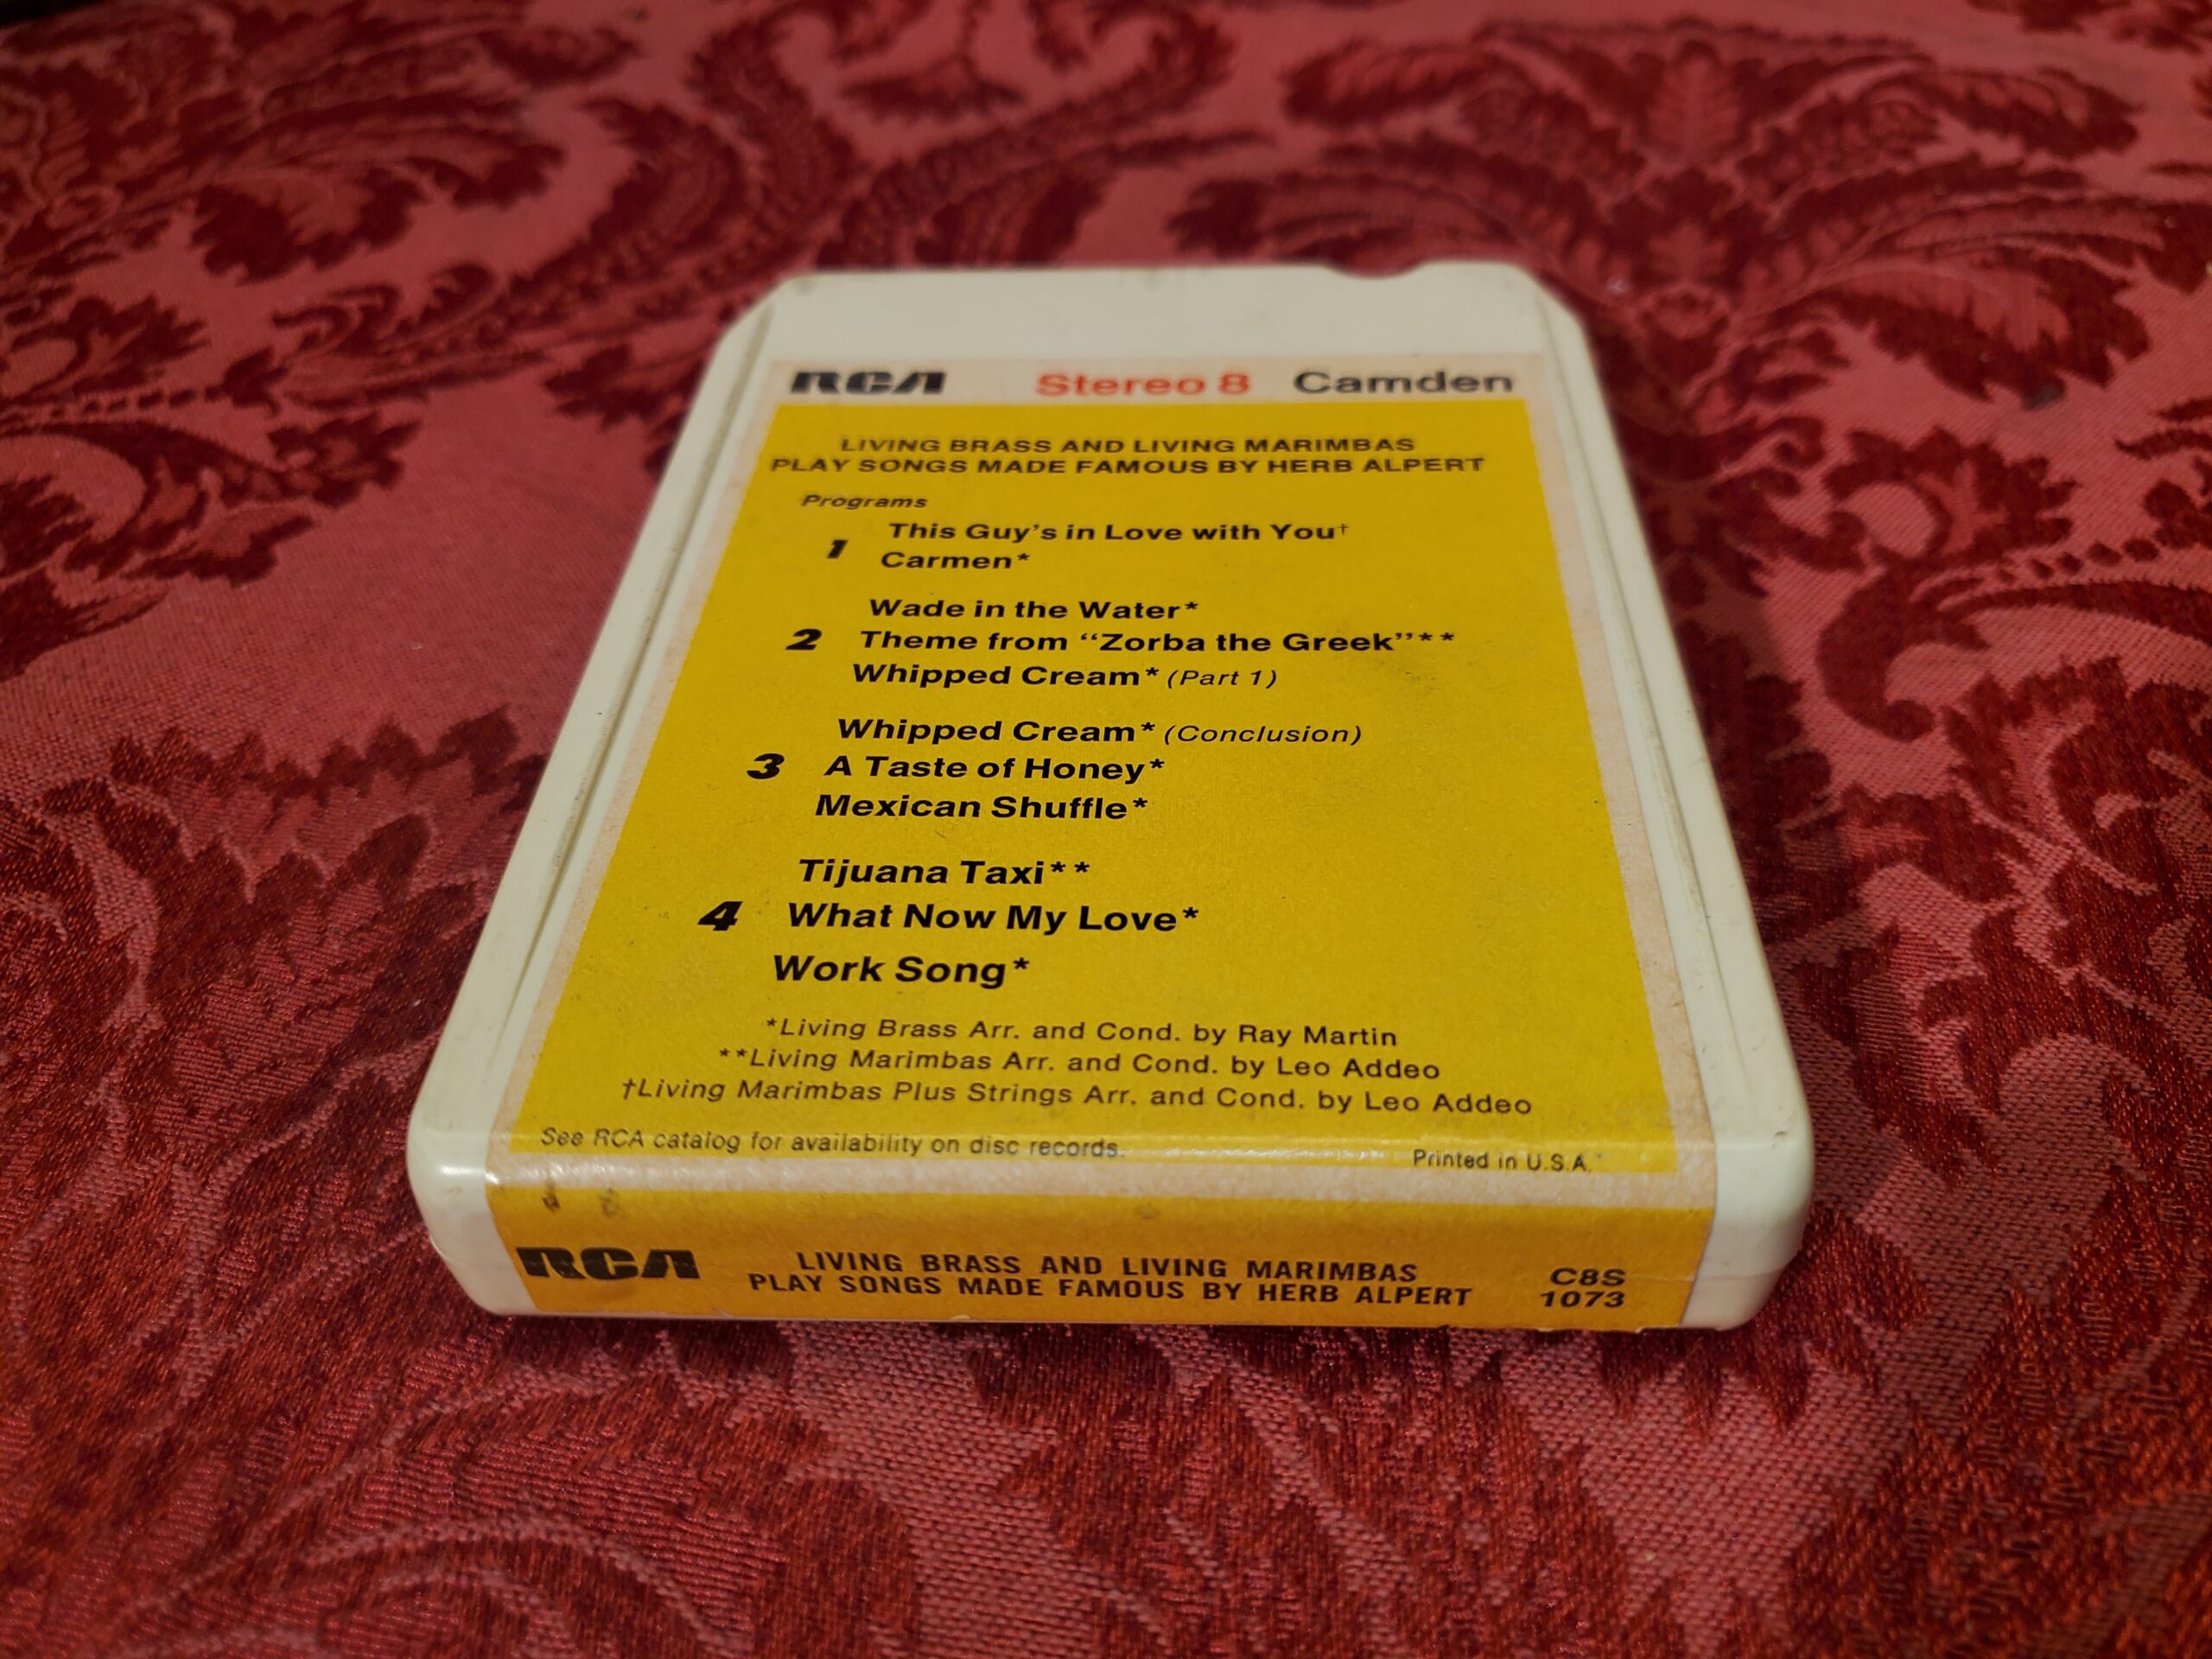 RCA Stereo 8 Camden
LIVING BRASS AND LIVING MARIMBAS
PLAY SONGS MADE FAMOUS BY HERB ALPERT
Programs
1 This Guy's in Love with You†
Carmen*
Wade in the Water*
2 Theme from “Zorba the Greek”**
Whipped Cream* (Part 1)
Whipped Cream* (Conclusion)
3 A Taste of Honey*
Mexican Shuffle*
Tijuana Taxi**
4 What Now My Love*
Work Song*
*Living Brass Arr. and Cond. by Ray Martin
**Living Marimbas Arr. and Cond. by Leo Addeo
†Living Marimbas Plus Strings Arr. and Cond. by Leo Addeo
See RCA catalog for availability on disc records.
Printed in U.S.A.
RCA
LIVING BRASS AND LIVING MARIMBAS
PLAY SONGS MADE FAMOUS BY HERB ALPERT
C8S
1073